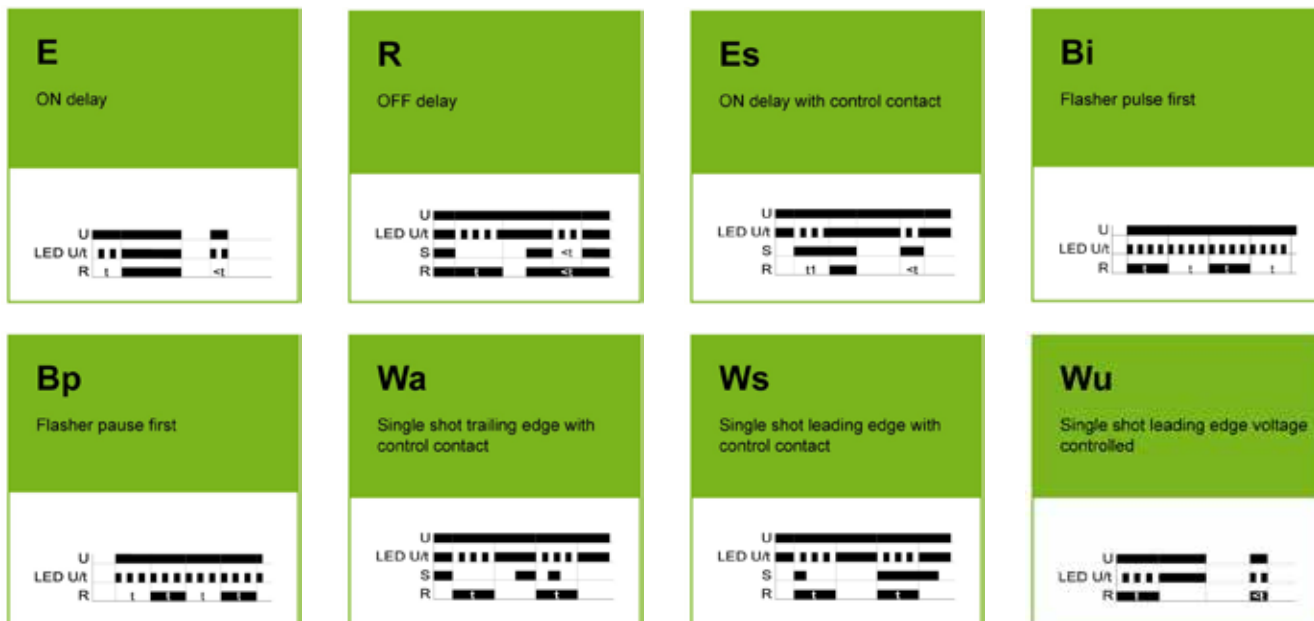 E
ON delay
U
LED U/t
R
t
<t
R
OFF delay
U
LED U/t
S
<t
R
t
<t
Es
ON delay with control contact
U
LED U/t
S
R
t1
<t
Bi
Flasher pulse first
U
LED U/t
R
t
t
t
t
Bp
Flasher pause first
U
LED U/t
R
t
t
t
t
Wa
Single shot trailing edge with
control contact
U
LED U/t
S
R
t
t
Ws
Single shot leading edge with
control contact
U
LED U/t
S
R
t
t
Wu
Single shot leading edge voltage
controlled
U
LED U/t
R
t
<t